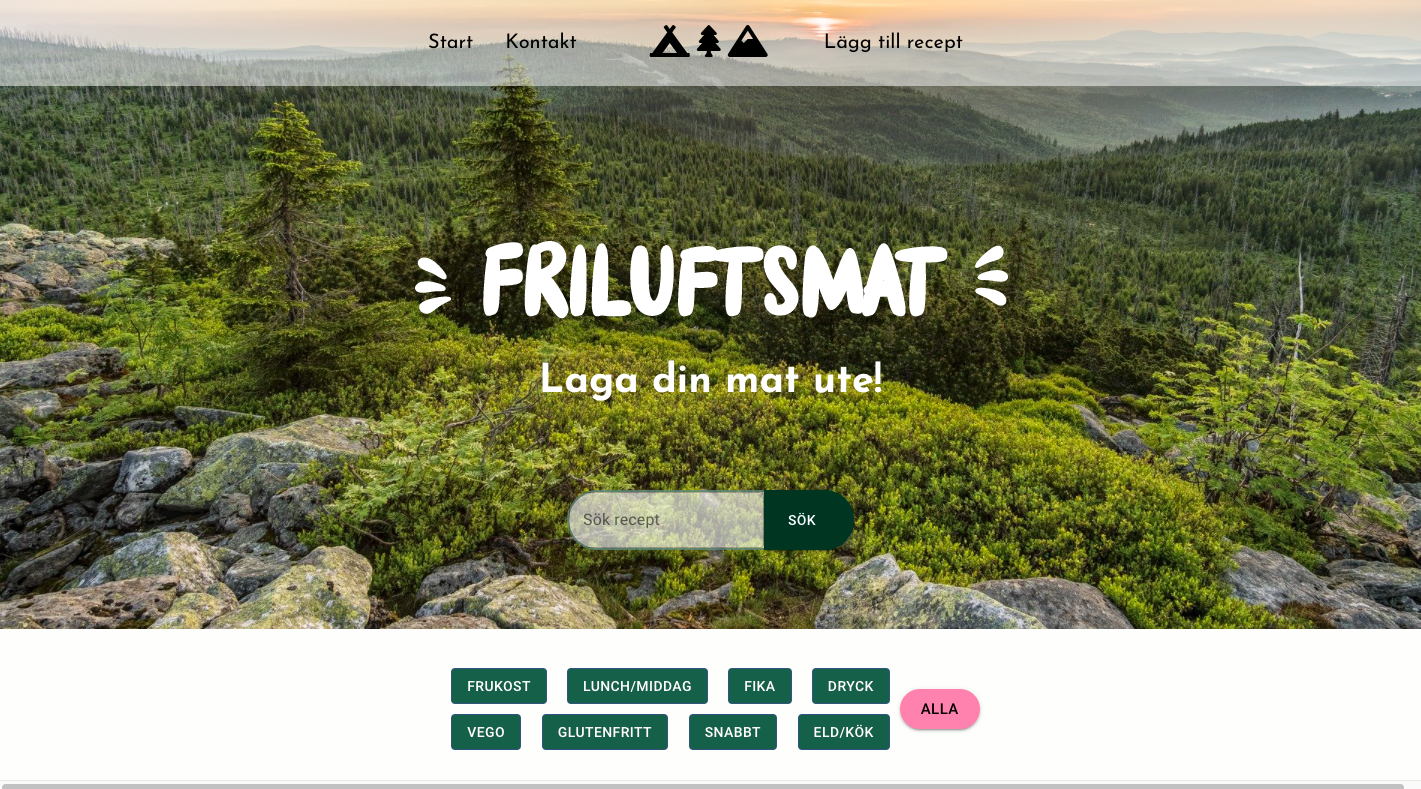 Start Kontakt Lägg till recept
FRILUFTSMAT
Laga din mat ute!
Sök recept SÖK
FRUKOST LUNCH/MIDDAG FIKA DRYCK
ALLA
VEGO GLUTENFRITT SNABBT ELD/KÖK